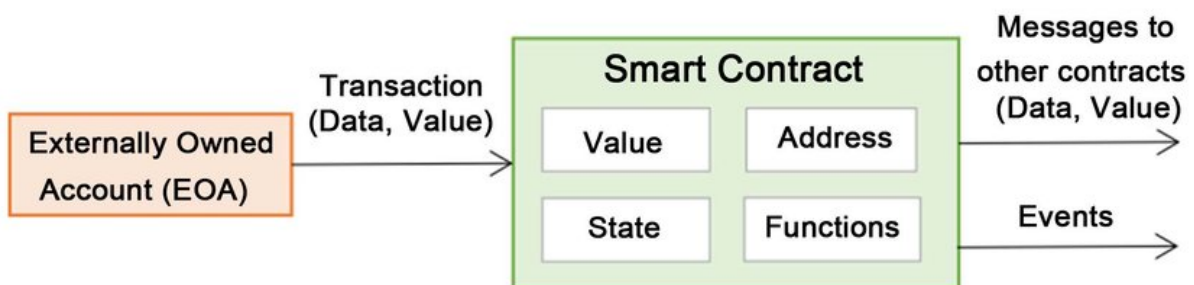 Externally Owned
Account (EOA)
Transaction
(Data, Value)
Smart Contract
Value
Address
State
Functions
Messages to
other contracts
(Data, Value)
Events